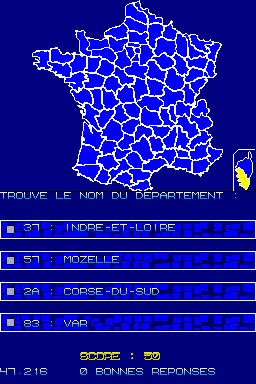 TROUVE LE NOM DU DEPARTEMENT :
37 : INDRE-ET-LOIRE
57 : MOZELLE
2A : CORSE-DU-SUD
83 : VAR
SCORE : 50
47.216 0 BONNES REPONSES